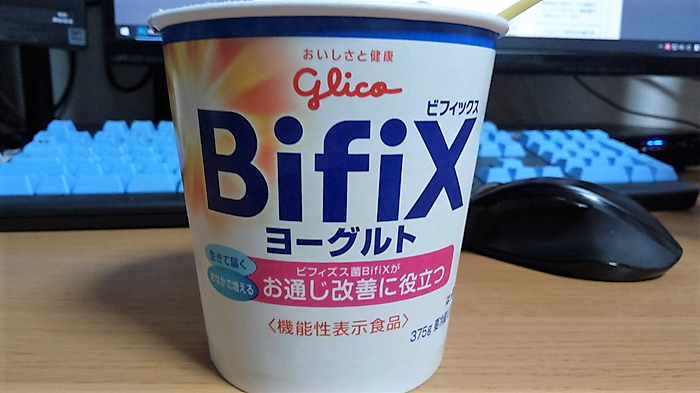 おいしさと健康
Glico
ビフィックス
BifiX
ヨーグルト
生きて届く
おなかで増える
ビフィズス菌BifiXが
お通じ改善に役立つ
〈機能性表示食品〉
375g